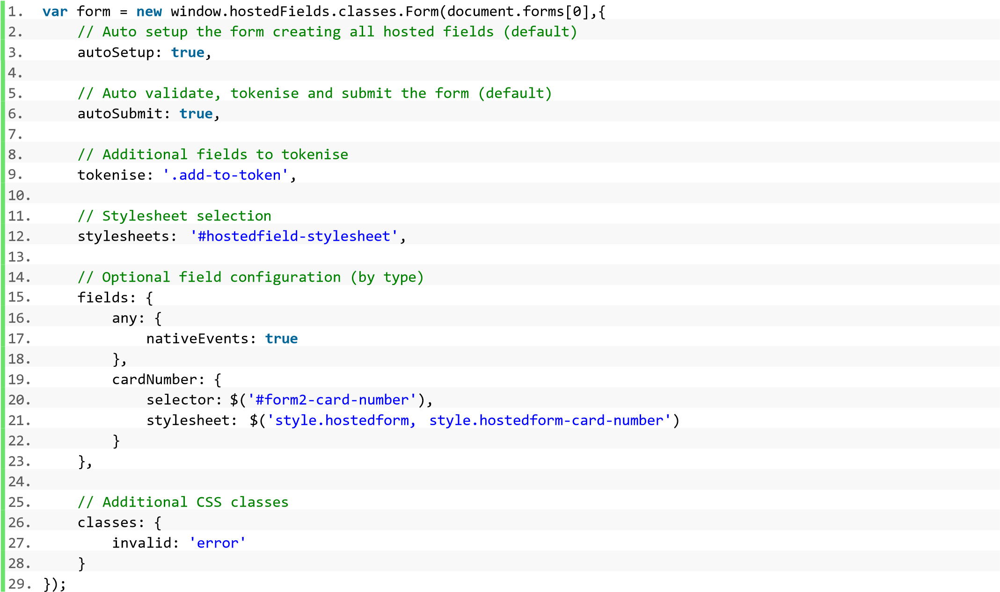 1. var form = new window.hostedFields.classes.Form(document.forms[0],{
2. // Auto setup the form creating all hosted fields (default)
3. autoSetup: true,
4.
5. // Auto validate, tokenise and submit the form (default)
6. autoSubmit: true,
7.
8. // Additional fields to tokenise
9. tokenise: '.add-to-token',
10.
11. // Stylesheet selection
12. stylesheets: '#hostedfield-stylesheet',
13.
14. // Optional field configuration (by type)
15. fields: {
16. any: {
17. nativeEvents: true
18. },
19. cardNumber: {
20. selector: $('#form2-card-number'),
21. stylesheet: $('style.hostedform, style.hostedform-card-number')
22. }
23. },
24.
25. // Additional CSS classes
26. classes: {
27. invalid: 'error'
28. }
29. });